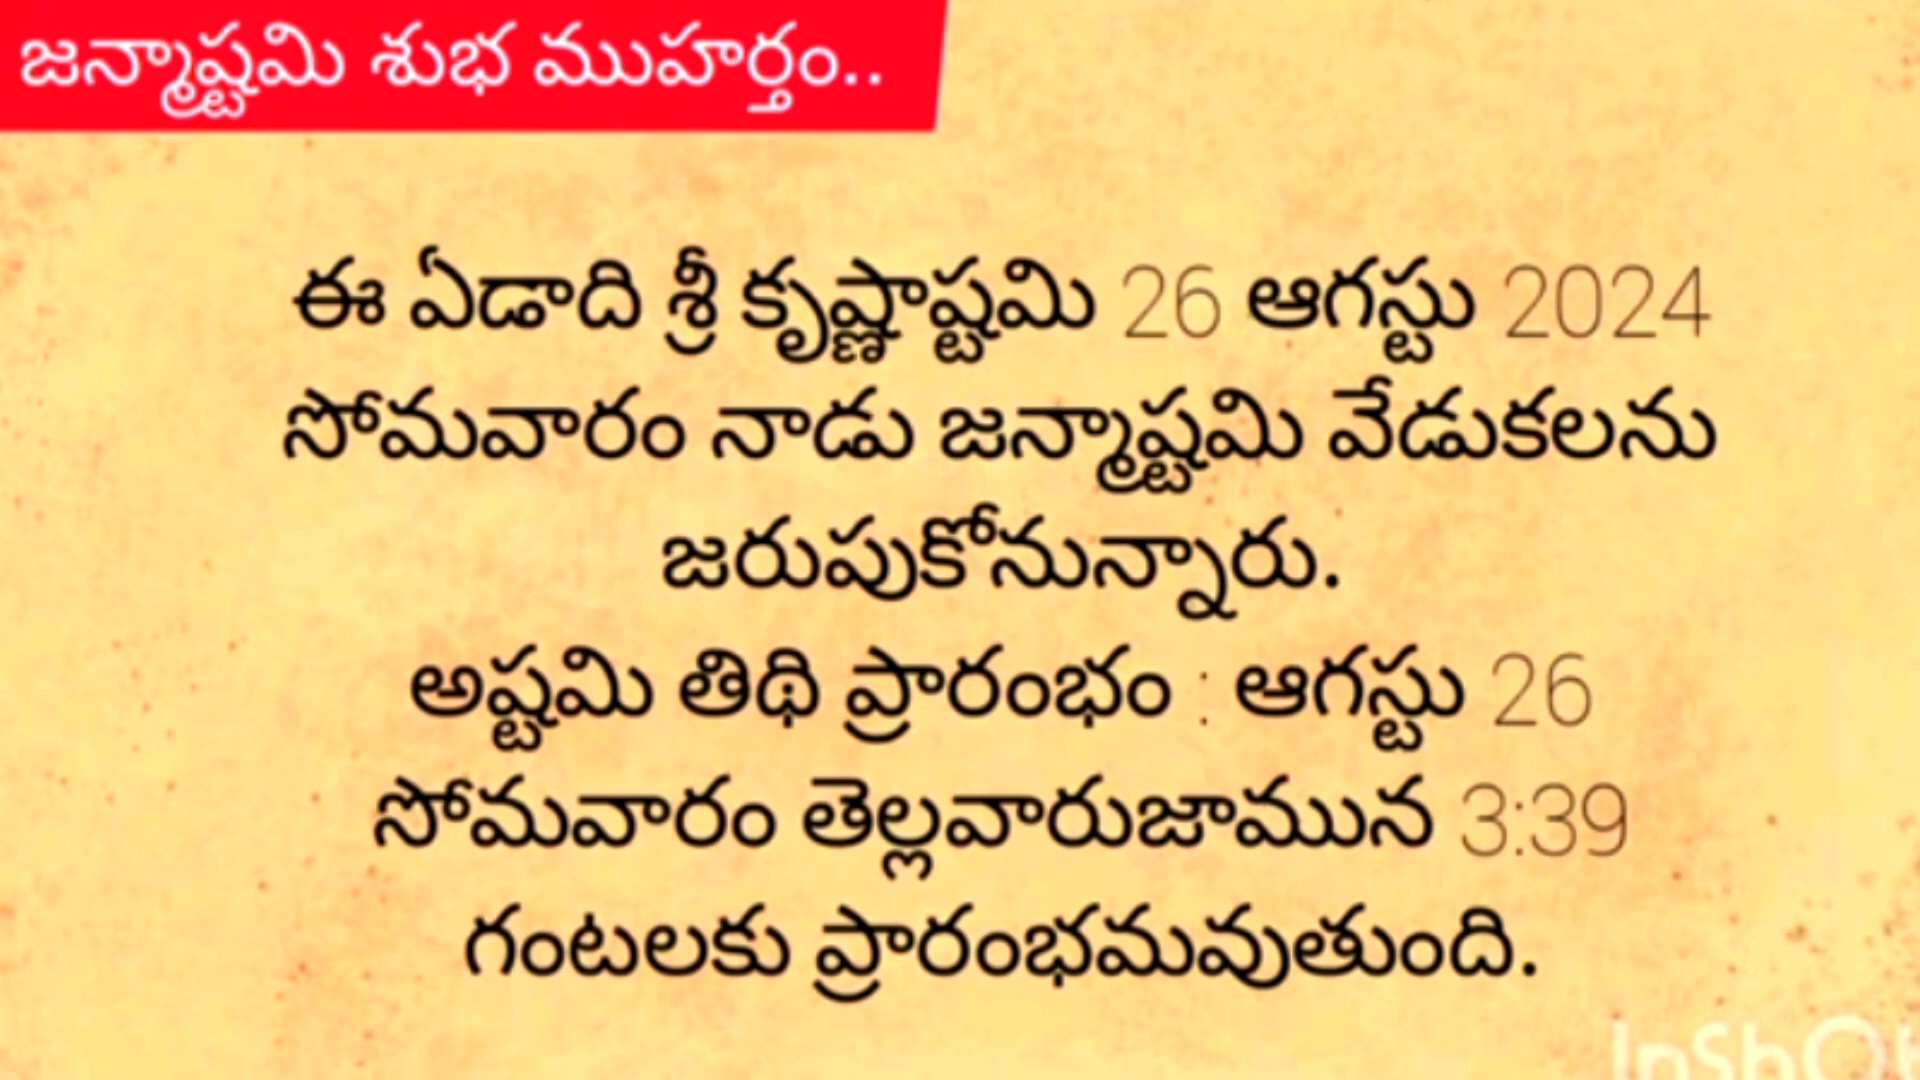 జన్మాష్టమి శుభ ముహర్తం..
ఈ ఏడాది శ్రీ కృష్ణాష్టమి 26 ఆగస్టు 2024
సోమవారం నాడు జన్మాష్టమి వేడుకలను
జరుపుకోనున్నారు.
అష్టమి తిథి ప్రారంభం : ఆగస్టు 26
సోమవారం తెల్లవారుజామున 3:39
గంటలకు ప్రారంభమవుతుంది.